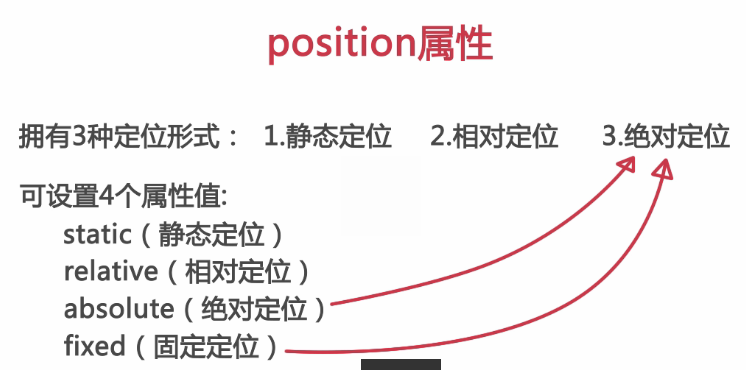 position属性
拥有3种定位形式： 1.静态定位 2.相对定位 3.绝对定位
可设置4个属性值:
static（静态定位）
relative（相对定位）
absolute（绝对定位）
fixed（固定定位）